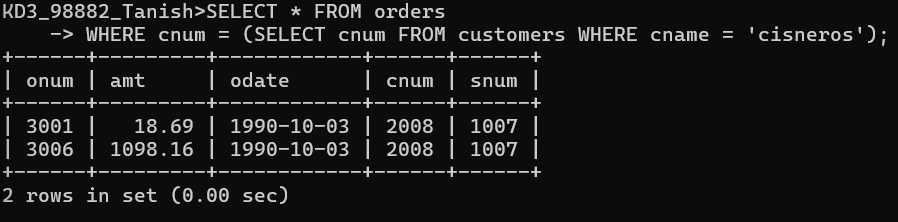 KD3_98882_Tanish>SELECT * FROM orders
    -> WHERE cnum = (SELECT cnum FROM customers WHERE cname = 'cisneros');
+------+---------+------------+------+------+
| onum | amt     | odate      | cnum | snum |
+------+---------+------------+------+------+
| 3001 |   18.69 | 1990-10-03 | 2008 | 1007 |
| 3006 | 1098.16 | 1990-10-03 | 2008 | 1007 |
+------+---------+------------+------+------+
2 rows in set (0.00 sec)